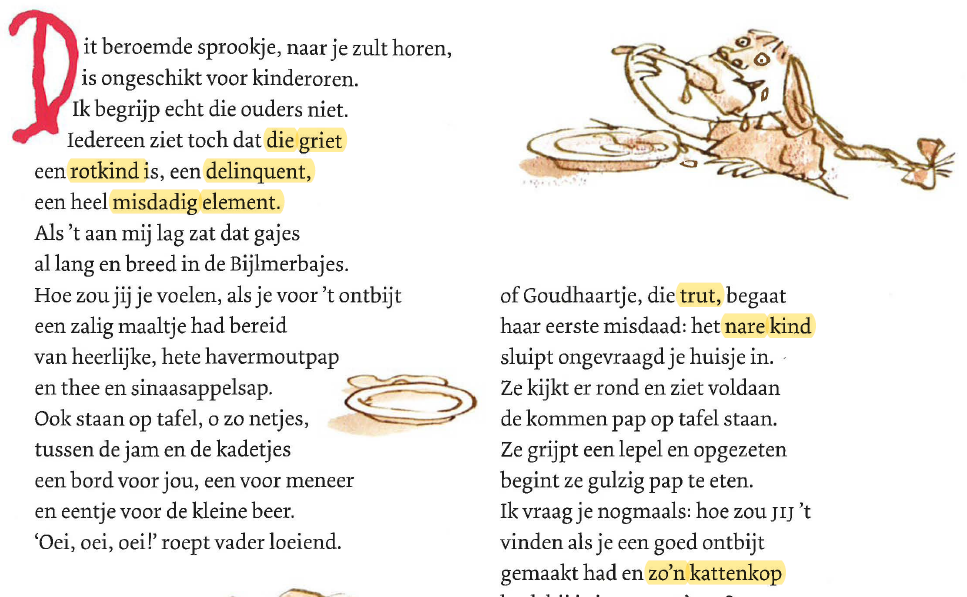 Dit beroemde sprookje, naar je zult horen,
is ongeschikt voor kinderoren.
Ik begrijp echt die ouders niet.
Iedereen ziet toch dat die griet
een rotkind is, een delinquent,
een heel misdadig element.
Als ’t aan mij lag zat dat gajes
al lang en breed in de Bijlmerbajes.
Hoe zou jij je voelen, als je voor ’t ontbijt
een zalig maaltje had bereid
van heerlijke, hete havermoutpap
en thee en sinaasappelsap.
Ook staan op tafel, o zo netjes,
tussen de jam en de kadetjes
een bord voor jou, een voor meneer
en eentje voor de kleine beer.
‘Oei, oei, oei!’ roept vader loeiend.
of Goudhaartje, die trut, begaat
haar eerste misdaad: het nare kind
sluipt ongevraagd je huisje in.
Ze kijkt er rond en ziet voldaan
de kommen pap op tafel staan.
Ze grijpt een lepel en opgezeten
begint ze gulzig pap te eten.
Ik vraag je nogmaals: hoe zou JIJ ’t
vinden als je een goed ontbijt
gemaakt had en zo’n kattenkop